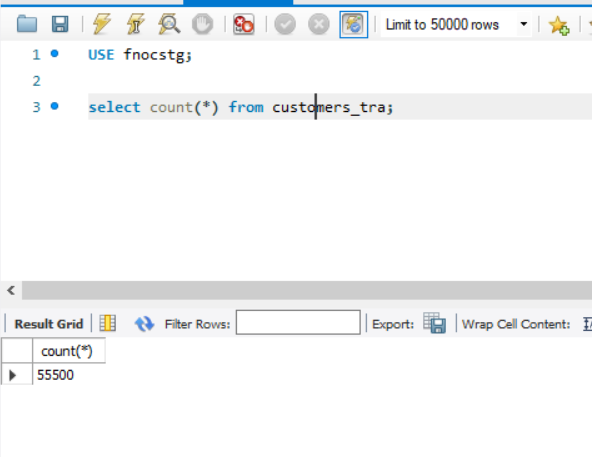 Limit to 50000 rows
1 USE fnocstg;
2
3 select count(*) from customers_tra;
Result Grid Filter Rows: Export: Wrap Cell Content:
count(*)
55500